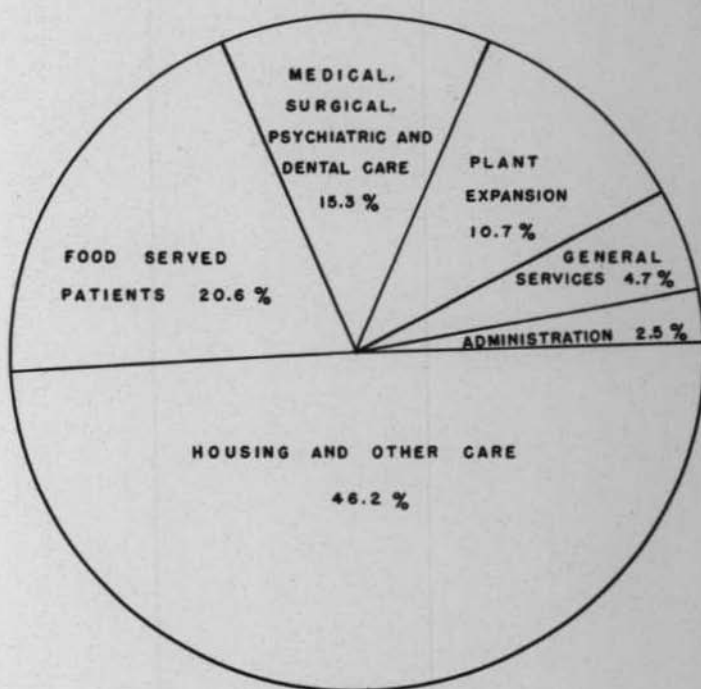 MEDICAL,
SURGICAL,
PSYCHIATRIC AND
DENTAL CARE
15.3 %
PLANT
EXPANSION
10.7 %
GENERAL
SERVICES 4.7 %
ADMINISTRATION 2.5 %
FOOD SERVED
PATIENTS 20.6 %
HOUSING AND OTHER CARE
46.2 %